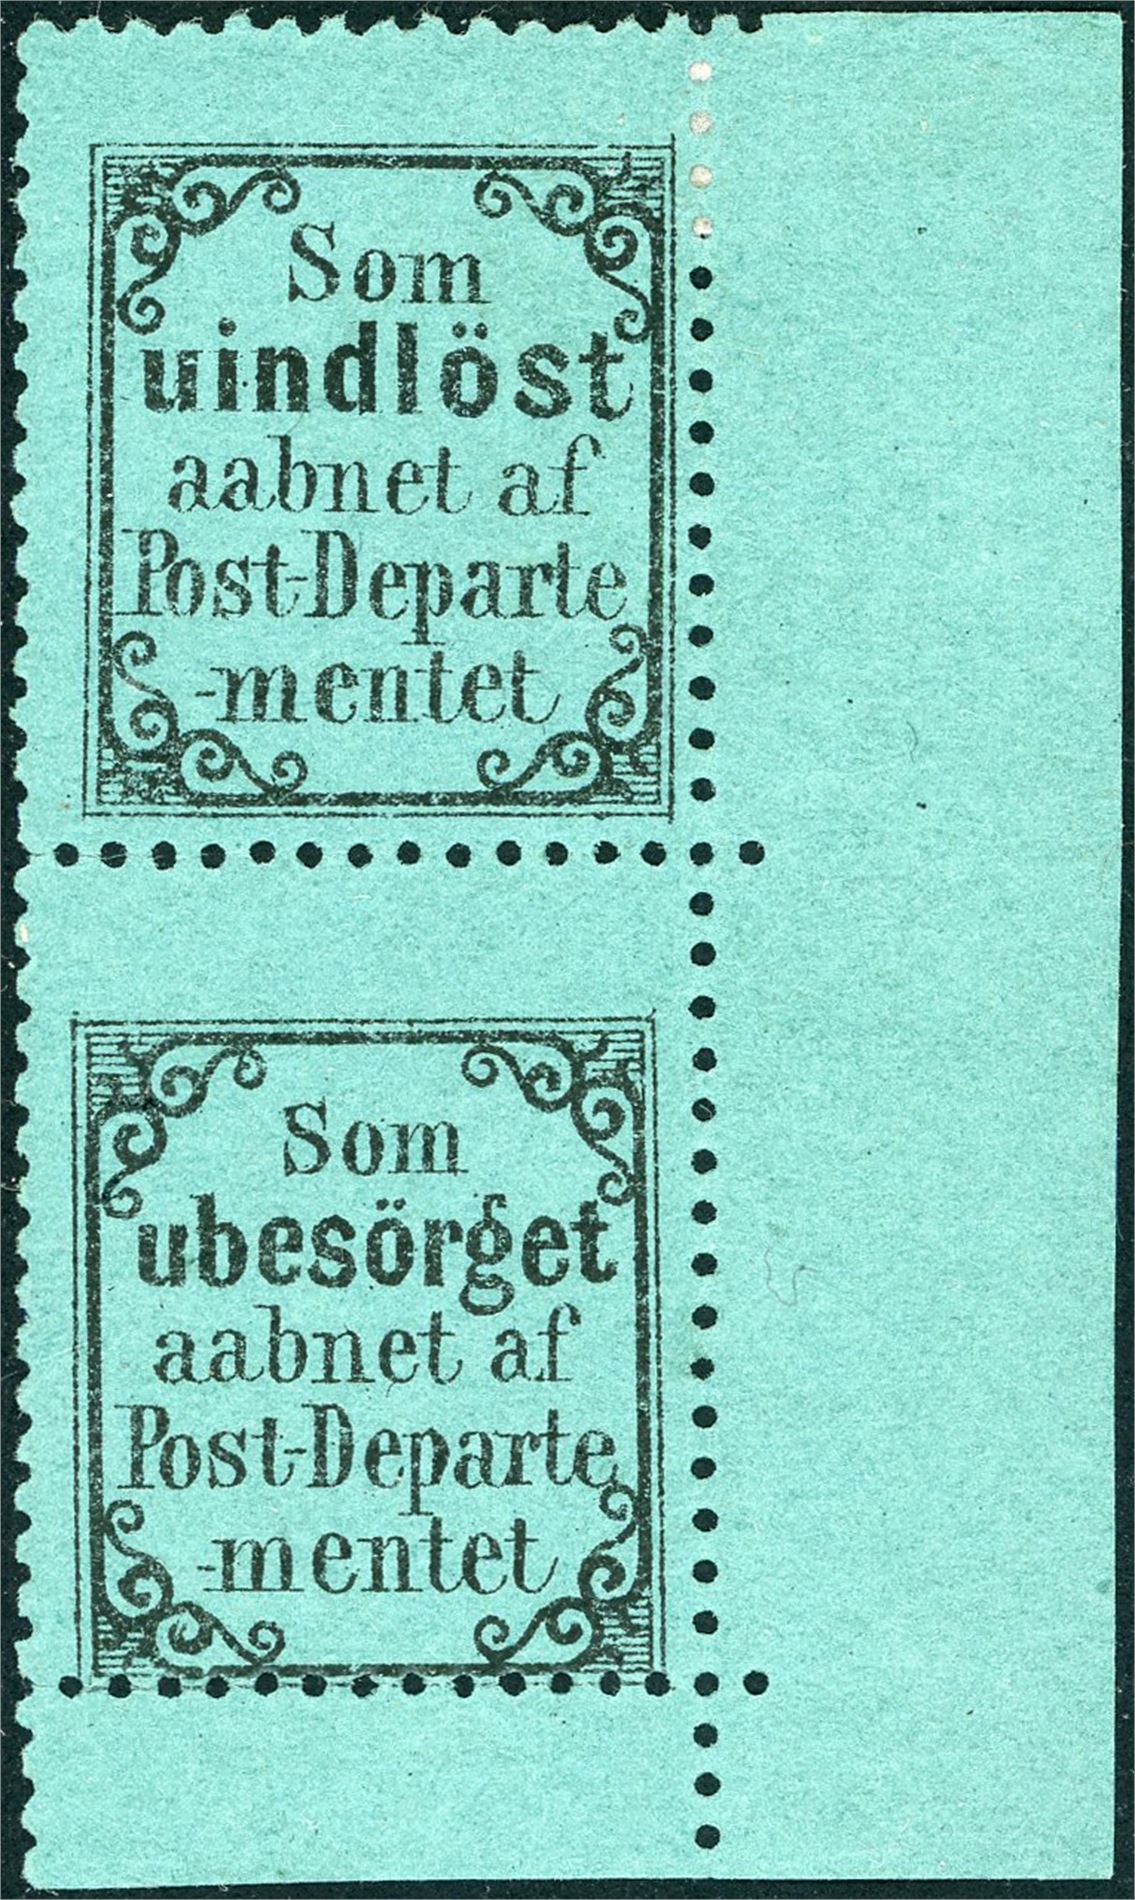 Som
uindlöst
aabnet af
Post-Departe
-mentet
Som
ubesörget
aabnet af
Post-Departe
-mentet